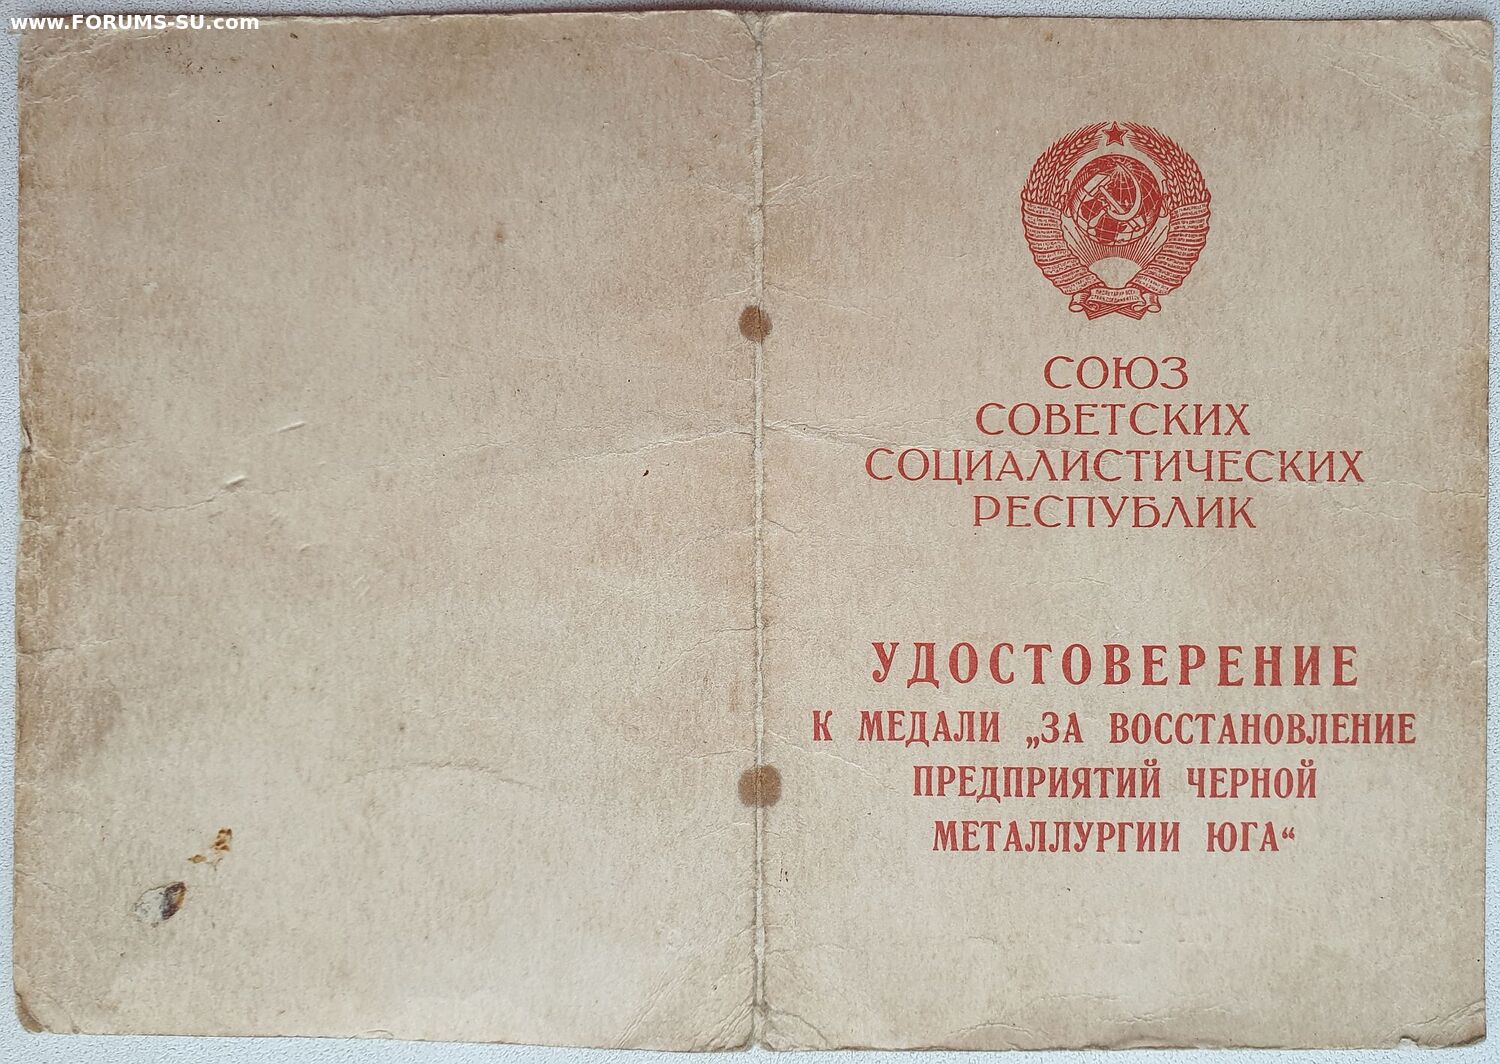 www.FORUMS-SU.com
СОЮЗ
СОВЕТСКИХ
СОЦИАЛИСТИЧЕСКИХ
РЕСПУБЛИК
УДОСТОВЕРЕНИЕ
К МЕДАЛИ „ЗА ВОССТАНОВЛЕНИЕ
ПРЕДПРИЯТИЙ ЧЕРНОЙ
МЕТАЛЛУРГИИ ЮГА“